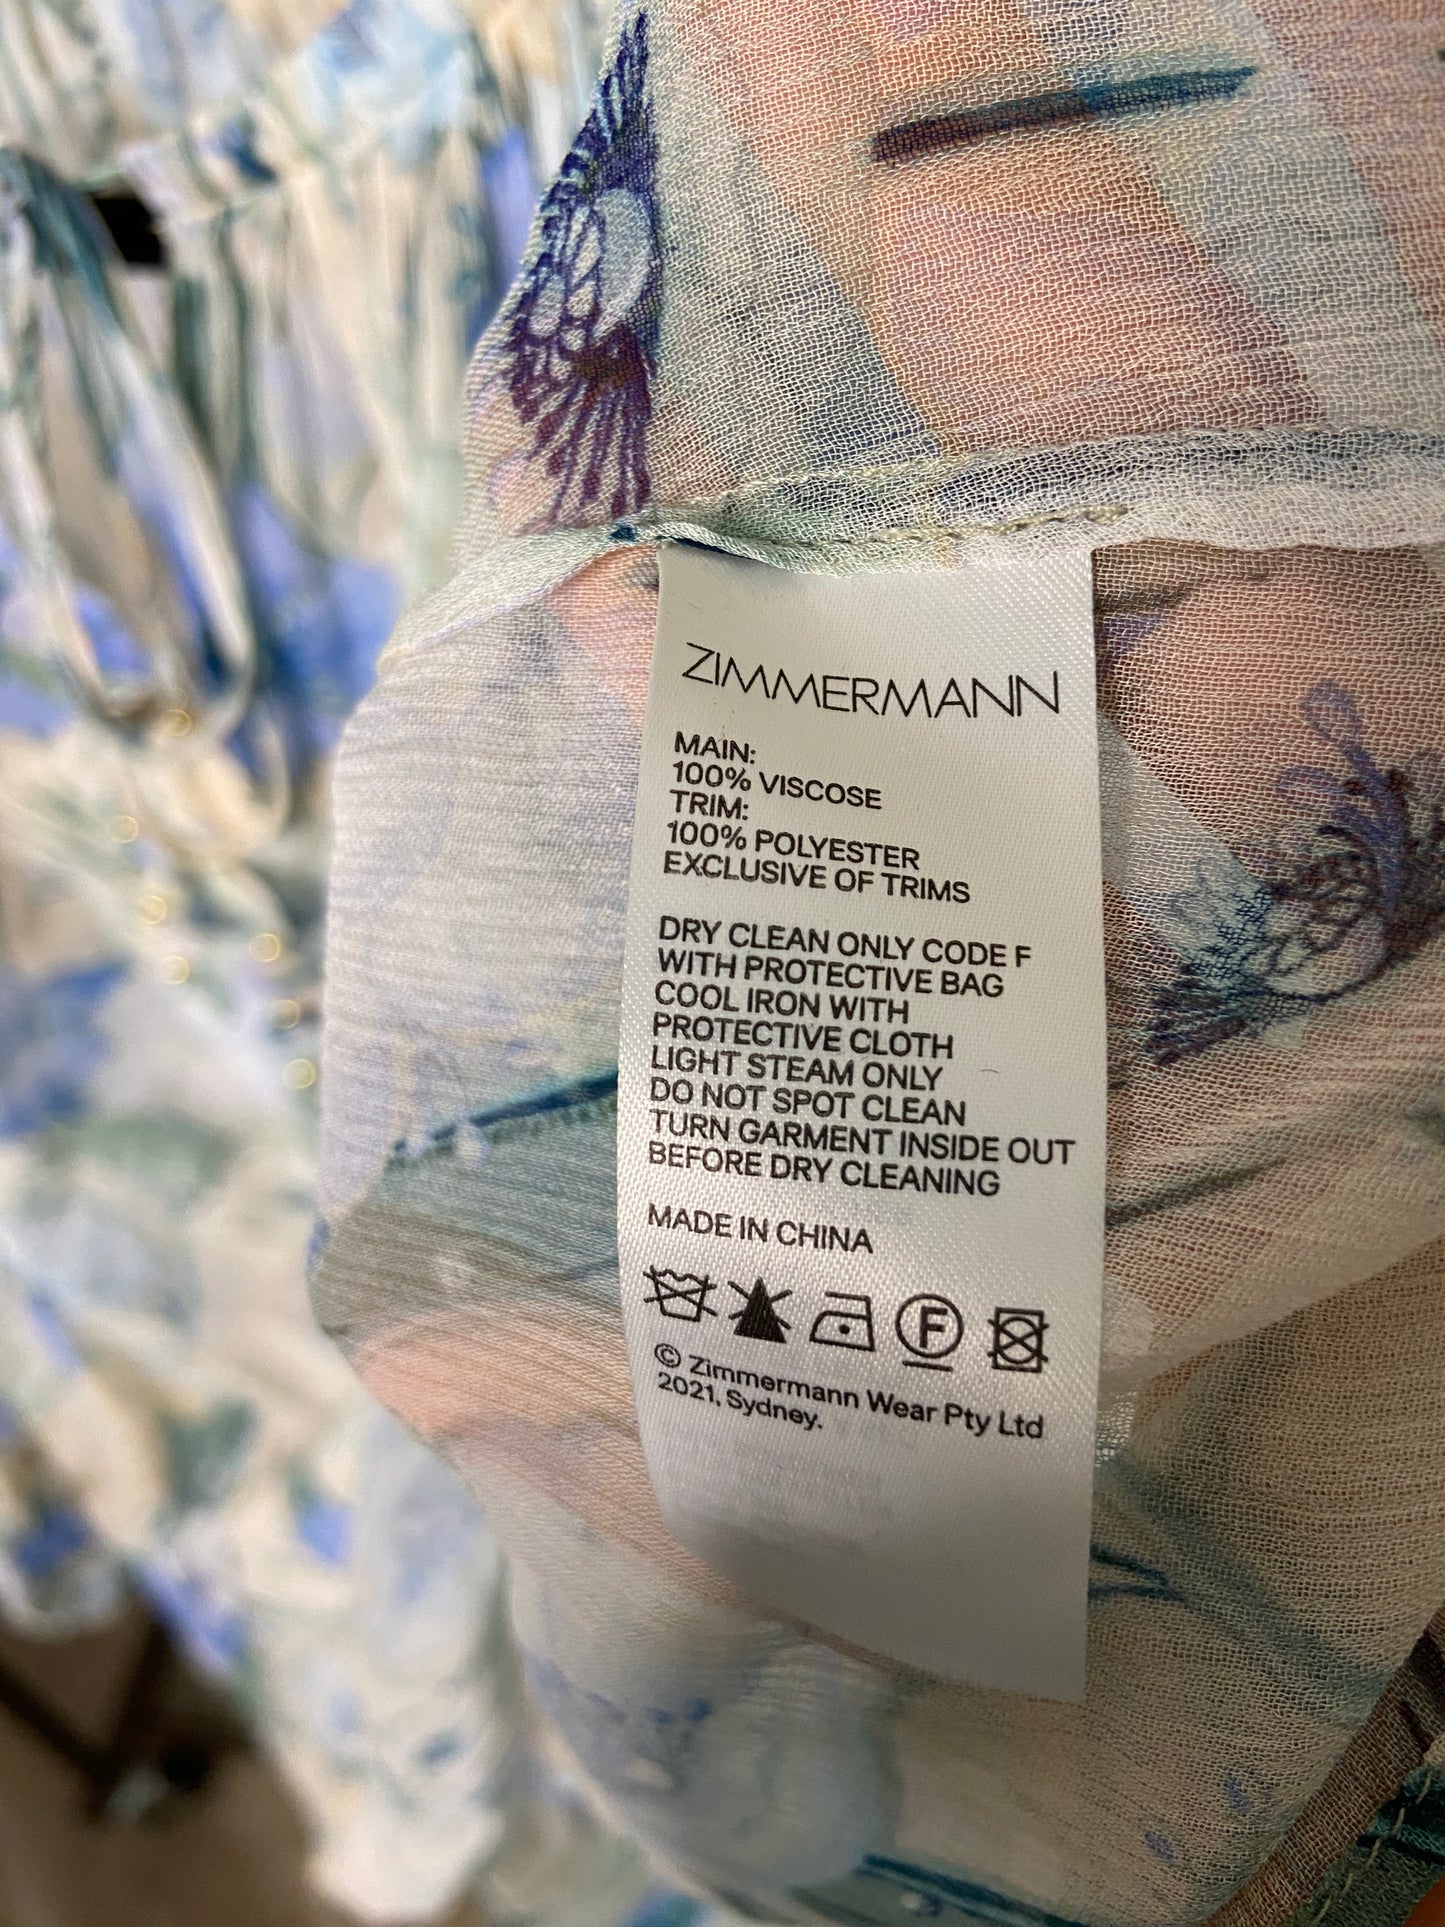 ZIMMERMANN
MAIN:
100% VISCOSE
TRIM:
100% POLYESTER
EXCLUSIVE OF TRIMS
DRY CLEAN ONLY CODE F
WITH PROTECTIVE BAG
COOL IRON WITH
PROTECTIVE CLOTH
LIGHT STEAM ONLY
DO NOT SPOT CLEAN
TURN GARMENT INSIDE OUT
BEFORE DRY CLEANING
MADE IN CHINA
F
© Zimmermann Wear Pty Ltd
2021, Sydney.